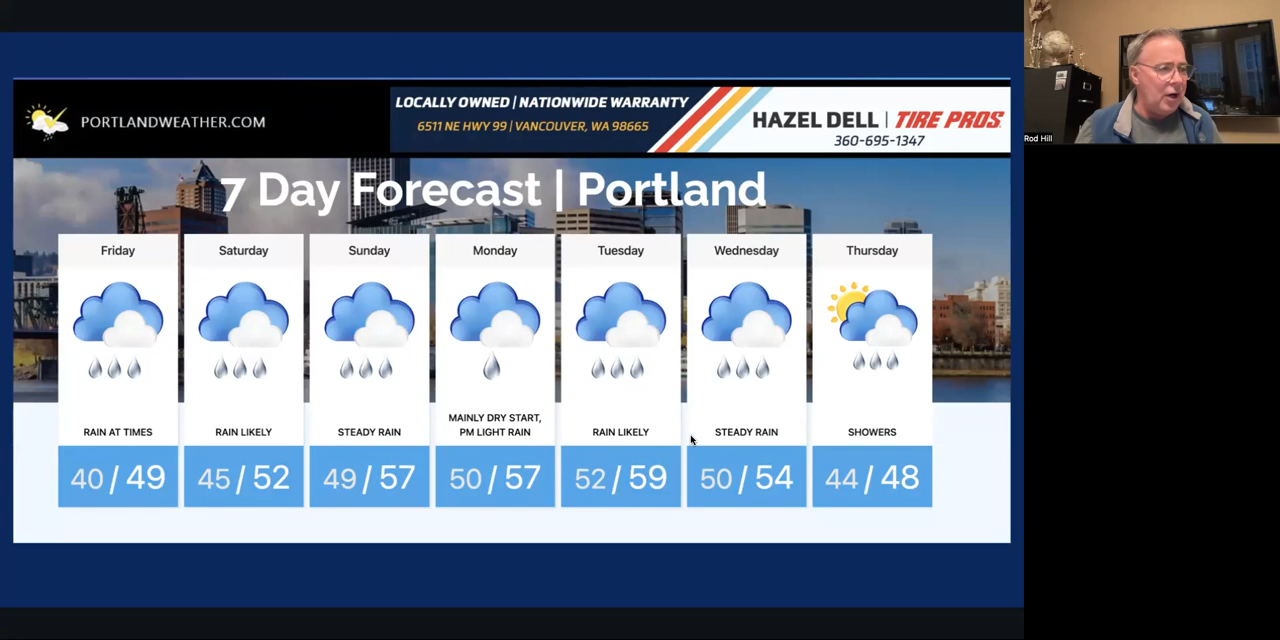 PORTLANDWEATHER.COM
LOCALLY OWNED | NATIONWIDE WARRANTY
6511 NE HWY 99 | VANCOUVER, WA 98665
HAZEL DELL | TIRE PROS
360-695-1347
Rod Hill
7 Day Forecast | Portland
Friday
RAIN AT TIMES
40 / 49
Saturday
RAIN LIKELY
45 / 52
Sunday
STEADY RAIN
49 / 57
Monday
MAINLY DRY START,
PM LIGHT RAIN
50 / 57
Tuesday
RAIN LIKELY
52 / 59
Wednesday
STEADY RAIN
50 / 54
Thursday
SHOWERS
44 / 48